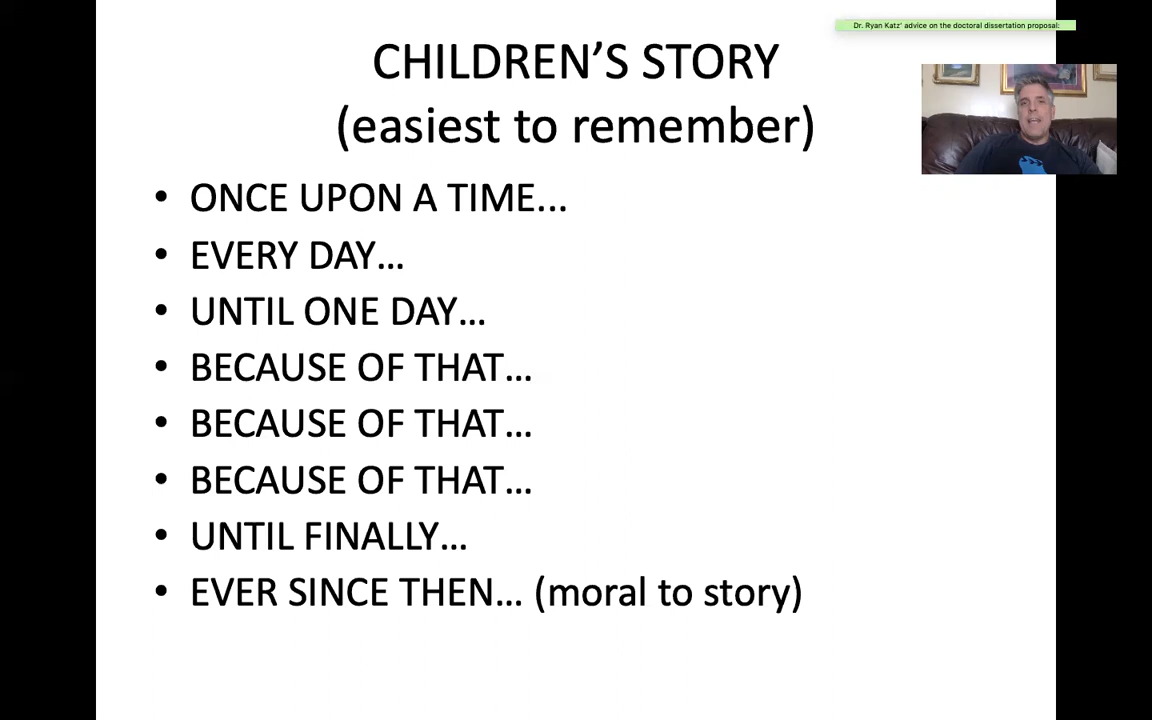 Dr. Ryan Katz' advice on the doctoral dissertation proposal:
CHILDREN’S STORY
(easiest to remember)
• ONCE UPON A TIME...
• EVERY DAY…
• UNTIL ONE DAY…
• BECAUSE OF THAT…
• BECAUSE OF THAT…
• BECAUSE OF THAT…
• UNTIL FINALLY…
• EVER SINCE THEN… (moral to story)